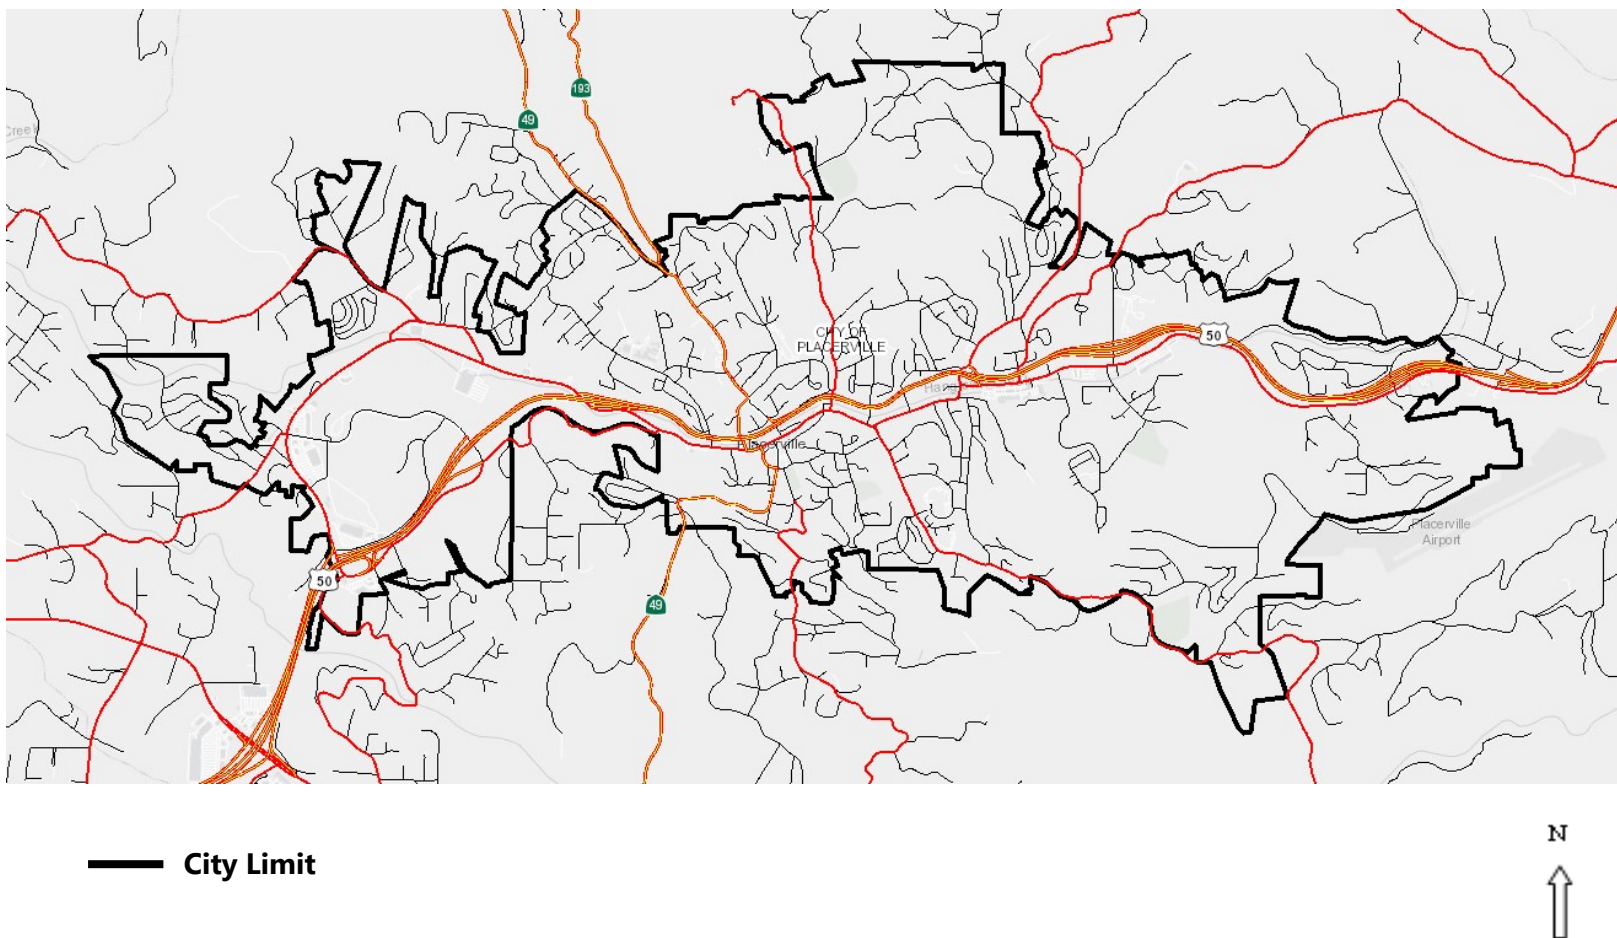 193
49
Creek
CITY OF
PLACERVILLE
50
Placerville
Placerville
Airport
50
49
N
City Limit